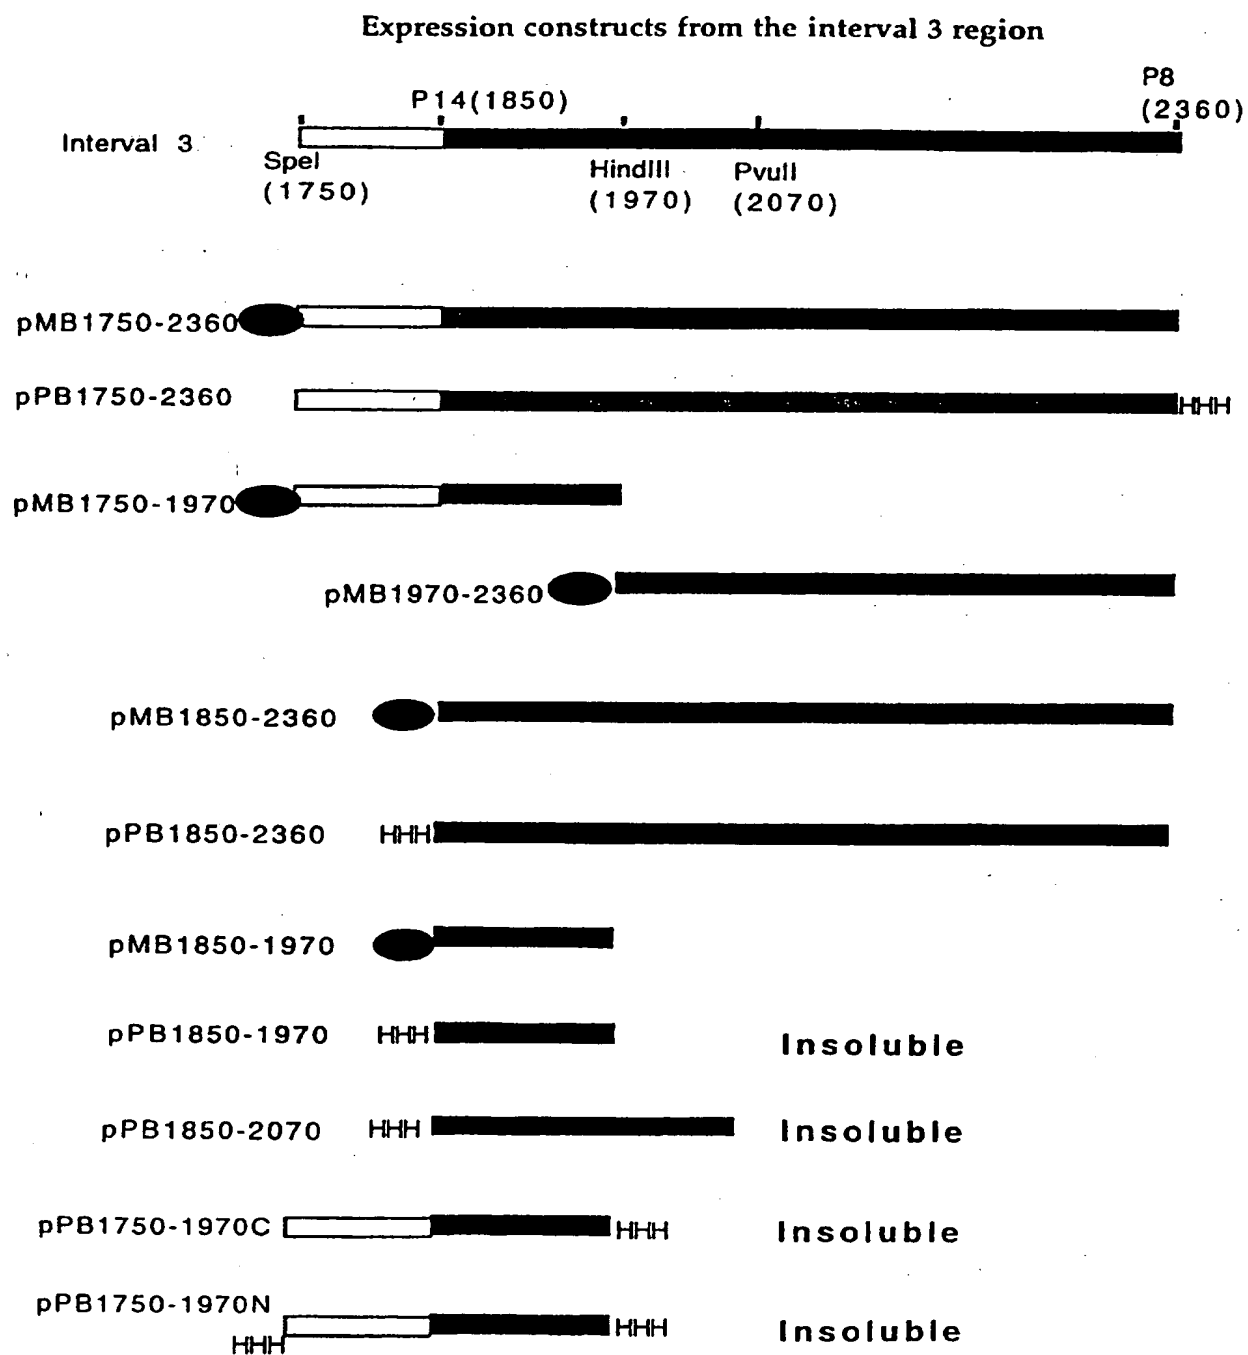 Expression constructs from the interval 3 region
P8
P14(1850)
(2360)
Interval 3
SpeI
(1750)
HindIII
(1970)
PvuII
(2070)
pMB1750-2360
pPB1750-2360
HHH
pMB1750-1970
pMB1970-2360
pMB1850-2360
pPB1850-2360
HHH
pMB1850-1970
pPB1850-1970
HHH
Insoluble
pPB1850-2070
HHH
Insoluble
pPB1750-1970C
HHH
Insoluble
pPB1750-1970N
HHH
HHH
Insoluble